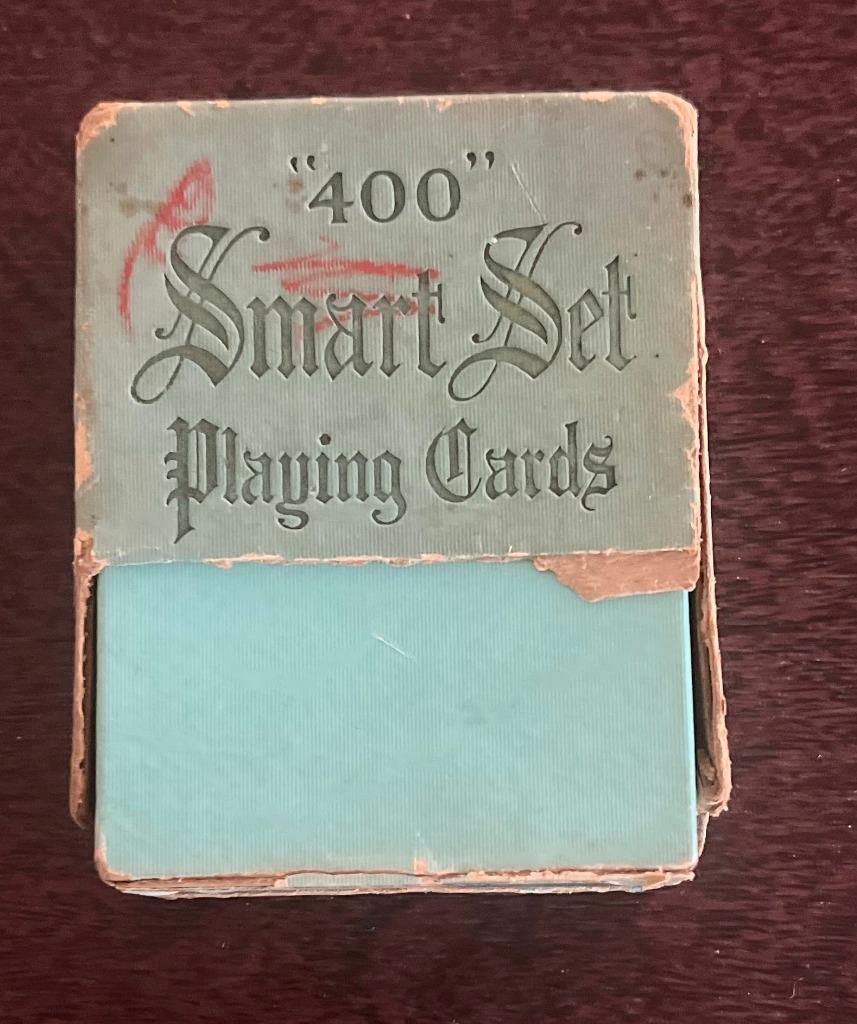 "400"
Smart Set
Playing Cards